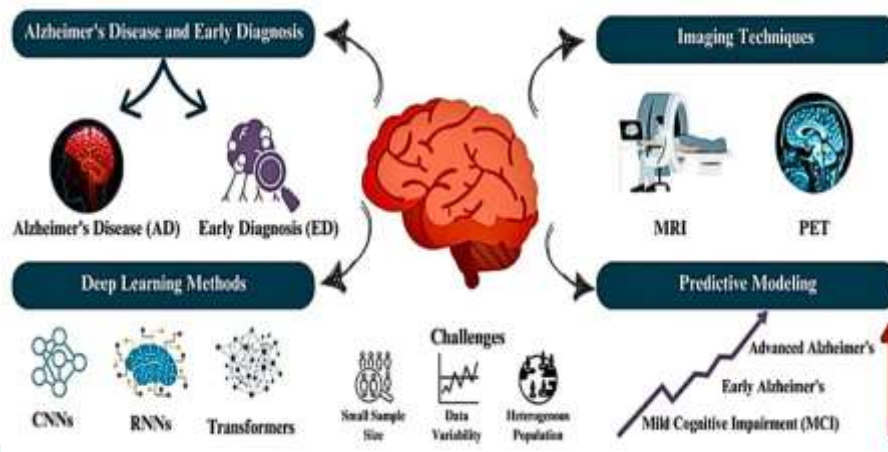 Alzheimer's Disease and Early Diagnosis
Alzheimer's Disease (AD)
Early Diagnosis (ED)
Imaging Techniques
MRI
PET
Deep Learning Methods
CNNs
RNNs
Transformers
Challenges
Small Sample
Size
Data
Variability
Heterogenous
Population
Predictive Modeling
Advanced Alzheimer's
Early Alzheimer's
Mild Cognitive Impairment (MCI)